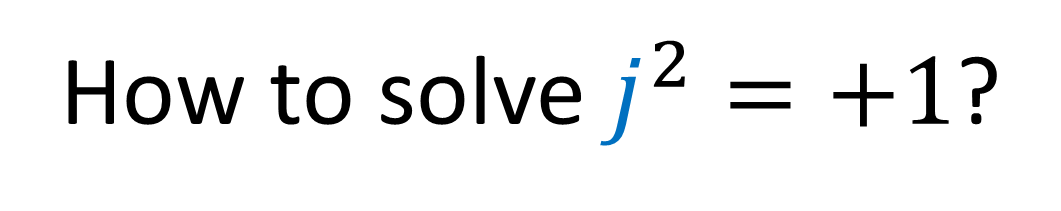 How to solve j² = +1?